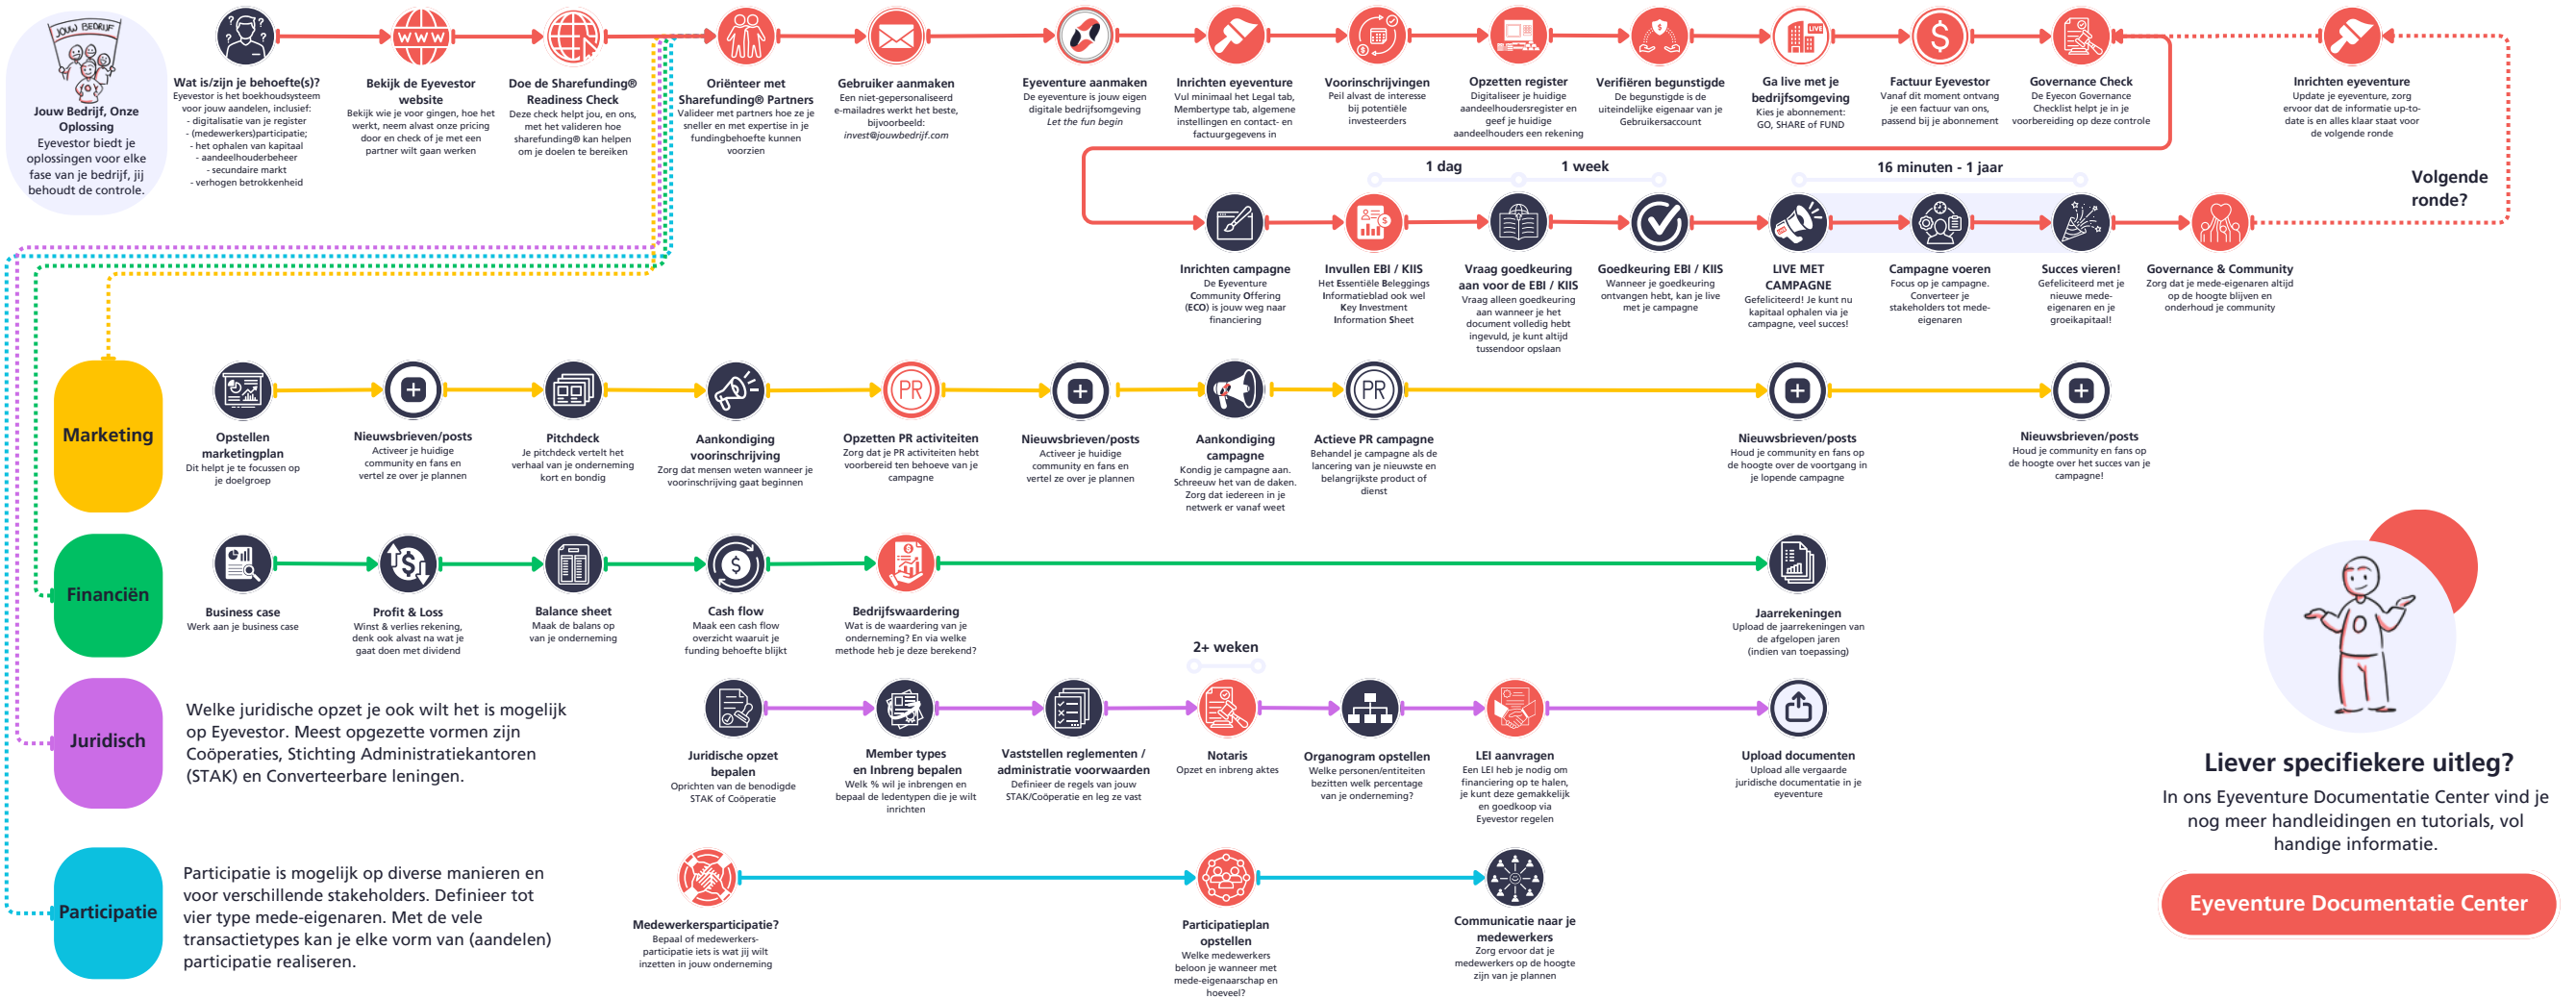 JOUW BEDRIJF
Jouw Bedrijf, Onze
Oplossing
Eyevestor biedt je
oplossingen voor elke
fase van je bedrijf, jij
behoudt de controle.
Wat is/zijn je behoefte(s)?
Eyevestor is het boekhoudsysteem
voor jouw aandelen, inclusief:
- digitalisatie van je register
- (medewerkers)participatie;
- het ophalen van kapitaal
- aandeelhouderbeheer
- secundaire markt
- verhogen betrokkenheid
WWW
Bekijk de Eyevestor
website
Bekijk wie je voor gingen, hoe het
werkt, neem alvast onze pricing
door en check of je met een
partner wilt gaan werken
Doe de Sharefunding®
Readiness Check
Deze check helpt jou, en ons,
met het valideren hoe
sharefunding® kan helpen
om je doelen te bereiken
Oriënteer met
Sharefunding® Partners
Valideer met partners hoe ze je
sneller en met expertise in je
fundingbehoefte kunnen
voorzien
Gebruiker aanmaken
Een niet-gepersonaliseerd
e-mailadres werkt het beste,
bijvoorbeeld:
invest@jouwbedrijf.com
Eyeventure aanmaken
De eyeventure is jouw eigen
digitale bedrijfsomgeving
Let the fun begin
Inrichten eyeventure
Vul minimaal het Legal tab,
Membertype tab, algemene
instellingen en contact- en
factuurgegevens in
Voorinschrijvingen
Peil alvast de interesse
bij potentiële
investeerders
Opzetten register
Digitaliseer je huidige
aandeelhoudersregister en
geef je huidige
aandeelhouders een rekening
Verifiëren begunstigde
De begunstigde is de
uiteindelijke eigenaar van je
Gebruikersaccount
LIVE
Ga live met je
bedrijfsomgeving
Kies je abonnement:
GO, SHARE of FUND
Factuur Eyevestor
Vanaf dit moment ontvang
je een factuur van ons,
passend bij je abonnement
Governance Check
De Eyecon Governance
Checklist helpt je in je
voorbereiding op deze controle
Inrichten eyeventure
Update je eyeventure, zorg
ervoor dat de informatie up-to-
date is en alles klaar staat voor
de volgende ronde
1 dag
1 week
16 minuten - 1 jaar
Volgende
ronde?
Inrichten campagne
De Eyeventure
Community Offering
(ECO) is jouw weg naar
financiering
Invullen EBI / KIIS
Het Essentiële Beleggings
Informatieblad ook wel
Key Investment
Information Sheet
Vraag goedkeuring
aan voor de EBI / KIIS
Vraag alleen goedkeuring
aan wanneer je het
document volledig hebt
ingevuld, je kunt altijd
tussendoor opslaan
Goedkeuring EBI / KIIS
Wanneer je goedkeuring
ontvangen hebt, kan je live
met je campagne
LIVE MET
CAMPAGNE
Gefeliciteerd! Je kunt nu
kapitaal ophalen via je
campagne, veel succes!
Campagne voeren
Focus op je campagne.
Converteer je
stakeholders tot mede-
eigenaren
Succes vieren!
Gefeliciteerd met je
nieuwe mede-
eigenaren en je
groeikapitaal!
Governance & Community
Zorg dat je mede-eigenaren altijd
op de hoogte blijven en
onderhoud je community
Marketing
Opstellen
marketingplan
Dit helpt je te focussen op
je doelgroep
Nieuwsbrieven/posts
Activeer je huidige
community en fans en
vertel ze over je plannen
Pitchdeck
Je pitchdeck vertelt het
verhaal van je onderneming
kort en bondig
Aankondiging
voorinschrijving
Zorg dat mensen weten wanneer je
voorinschrijving gaat beginnen
PR
Opzetten PR activiteiten
Zorg dat je PR activiteiten hebt
voorbereid ten behoeve van je
campagne
Nieuwsbrieven/posts
Activeer je huidige
community en fans en
vertel ze over je plannen
Aankondiging
campagne
Kondig je campagne aan.
Schreeuw het van de daken.
Zorg dat iedereen in je
netwerk er vanaf weet
PR
Actieve PR campagne
Behandel je campagne als de
lancering van je nieuwste en
belangrijkste product of
dienst
Nieuwsbrieven/posts
Houd je community en fans op
de hoogte over de voortgang in
je lopende campagne
Nieuwsbrieven/posts
Houd je community en fans op
de hoogte over het succes van je
campagne!
Financiën
Business case
Werk aan je business case
Profit & Loss
Winst & verlies rekening,
denk ook alvast na wat je
gaat doen met dividend
Balance sheet
Maak de balans op
van je onderneming
Cash flow
Maak een cash flow
overzicht waaruit je
funding behoefte blijkt
Bedrijfswaardering
Wat is de waardering van je
onderneming? En via welke
methode heb je deze berekend?
Jaarrekeningen
Upload de jaarrekeningen van
de afgelopen jaren
(indien van toepassing)
2+ weken
Juridisch
Welke juridische opzet je ook wilt het is mogelijk
op Eyevestor. Meest opgezette vormen zijn
Coöperaties, Stichting Administratiekantoren
(STAK) en Converteerbare leningen.
Juridische opzet
bepalen
Oprichten van de benodigde
STAK of Coöperatie
Member types
en Inbreng bepalen
Welk % wil je inbrengen en
bepaal de ledentypen die je wilt
inrichten
Vaststellen reglementen /
administratie voorwaarden
Definieer de regels van jouw
STAK/Coöperatie en leg ze vast
Notaris
Opzet en inbreng aktes
Organogram opstellen
Welke personen/entiteiten
bezitten welk percentage
van je onderneming?
LEI aanvragen
Een LEI heb je nodig om
financiering op te halen,
je kunt deze gemakkelijk
en goedkoop via
Eyevestor regelen
Upload documenten
Upload alle vergaarde
juridische documentatie in je
eyeventure
Participatie
Participatie is mogelijk op diverse manieren en
voor verschillende stakeholders. Definieer tot
vier type mede-eigenaren. Met de vele
transactietypes kan je elke vorm van (aandelen)
participatie realiseren.
Medewerkersparticipatie?
Bepaal of medewerkers-
participatie iets is wat jij wilt
inzetten in jouw onderneming
Participatieplan
opstellen
Welke medewerkers
beloon je wanneer met
mede-eigenaarschap en
hoeveel?
Communicatie naar je
medewerkers
Zorg ervoor dat je
medewerkers op de hoogte
zijn van je plannen
Liever specifiekere uitleg?
In ons Eyeventure Documentatie Center vind je
nog meer handleidingen en tutorials, vol
handige informatie.
Eyeventure Documentatie Center